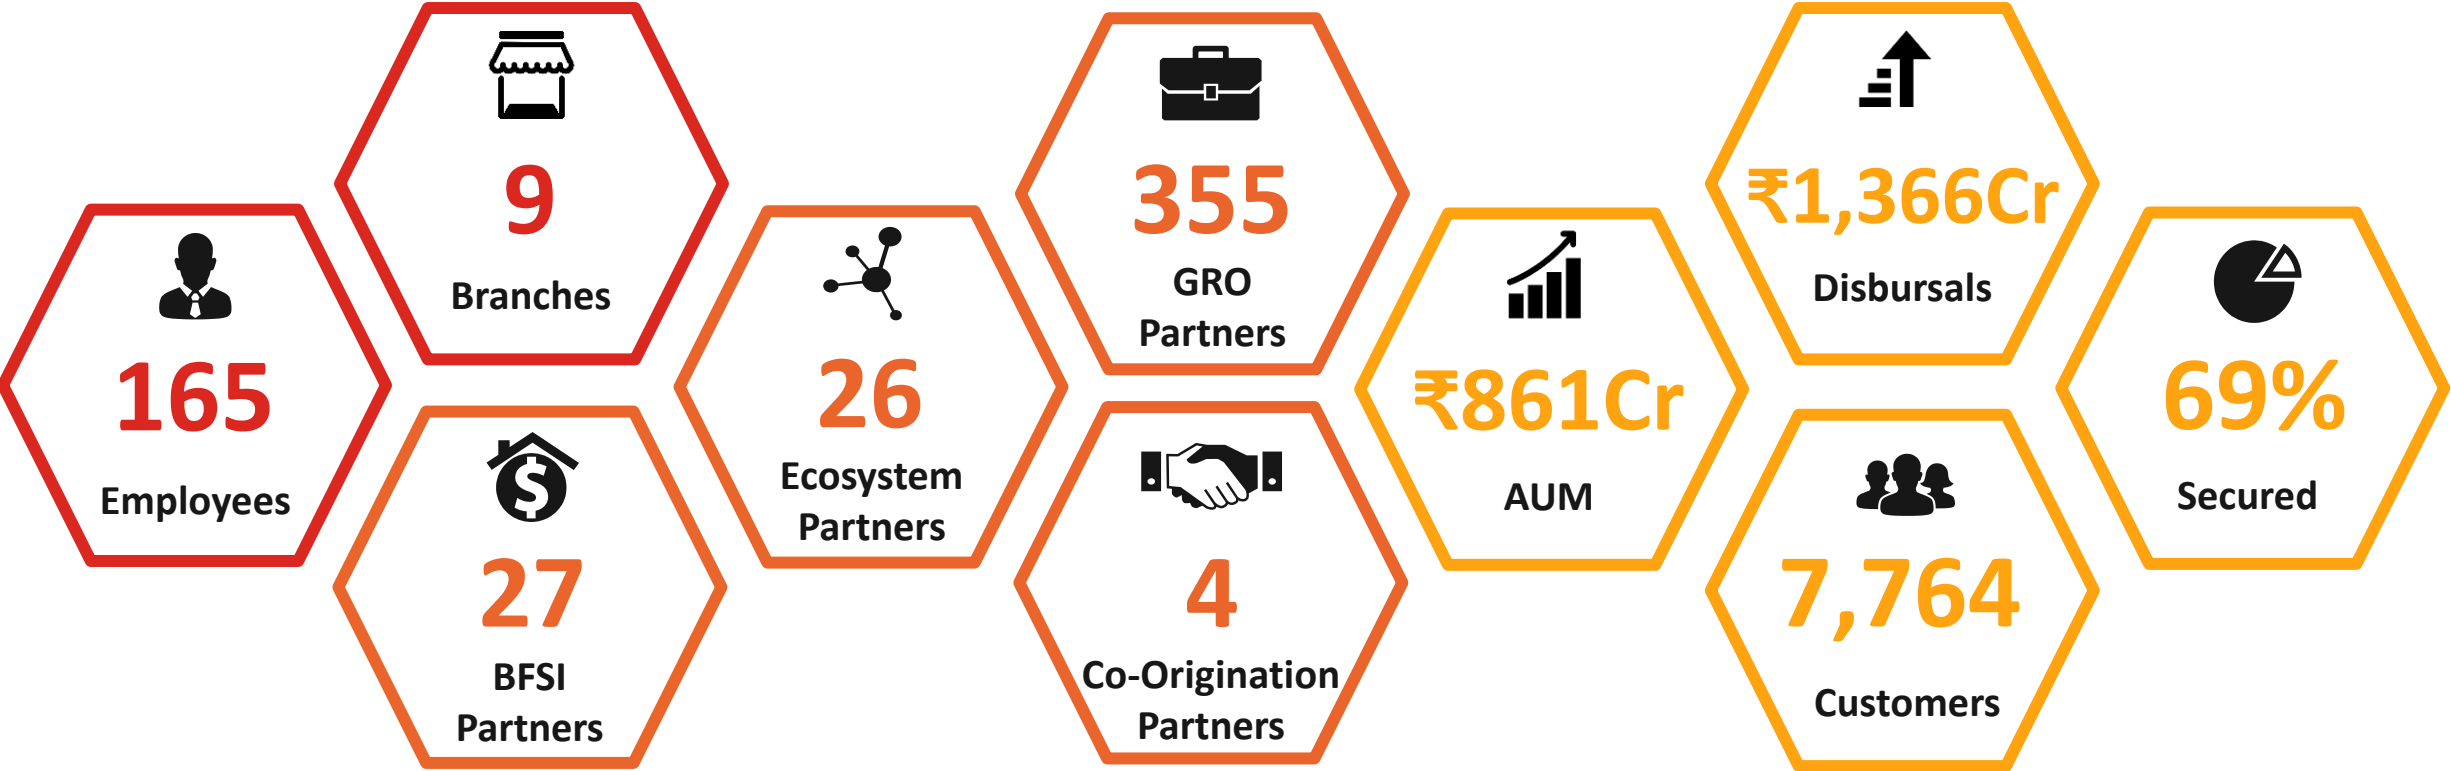 165
Employees
9
Branches
27
BFSI
Partners
26
Ecosystem
Partners
355
GRO
Partners
4
Co-Origination
Partners
₹861Cr
AUM
₹1,366Cr
Disbursals
7,764
Customers
69%
Secured